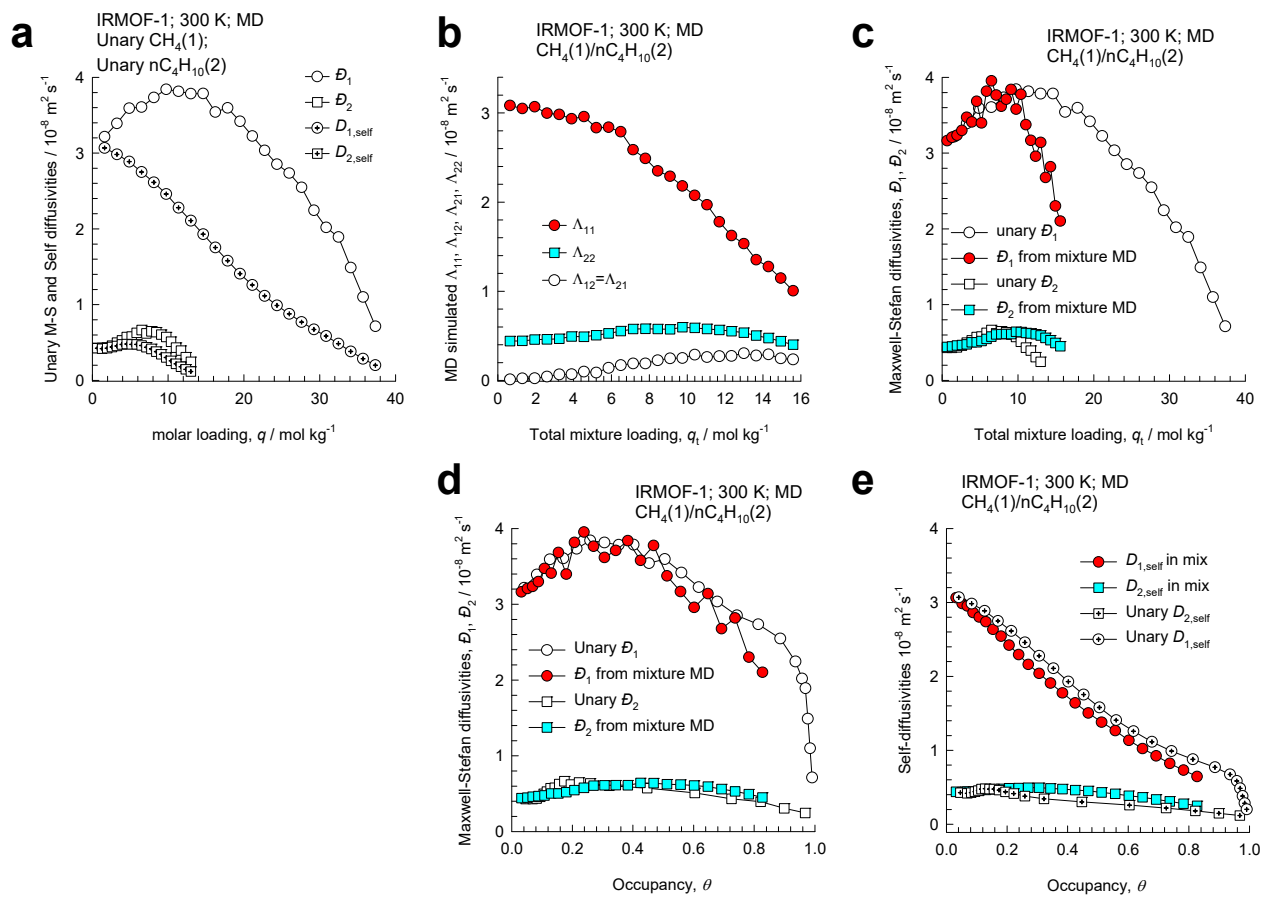 a
IRMOF-1; 300 K; MD
Unary CH₄(1);
Unary nC₄H₁₀(2)
Đ₁
Đ₂
D₁,self
D₂,self
Unary M-S and Self diffusivities / 10⁻⁸ m² s⁻¹
4
3
2
1
0
0 10 20 30 40
molar loading, q / mol kg⁻¹
b
IRMOF-1; 300 K; MD
CH₄(1)/nC₄H₁₀(2)
MD simulated Λ₁₁, Λ₁₂, Λ₂₁, Λ₂₂ / 10⁻⁸ m² s⁻¹
3
2
1
0
Λ₁₁
Λ₂₂
Λ₁₂=Λ₂₁
0 2 4 6 8 10 12 14 16
Total mixture loading, qₜ / mol kg⁻¹
c
IRMOF-1; 300 K; MD
CH₄(1)/nC₄H₁₀(2)
Maxwell-Stefan diffusivities, Đ₁, Đ₂ / 10⁻⁸ m² s⁻¹
4
3
2
1
0
unary Đ₁
Đ₁ from mixture MD
unary Đ₂
Đ₂ from mixture MD
0 10 20 30 40
Total mixture loading, qₜ / mol kg⁻¹
d
IRMOF-1; 300 K; MD
CH₄(1)/nC₄H₁₀(2)
Maxwell-Stefan diffusivities, Đ₁, Đ₂ / 10⁻⁸ m² s⁻¹
4
3
2
1
0
Unary Đ₁
Đ₁ from mixture MD
Unary Đ₂
Đ₂ from mixture MD
0.0 0.2 0.4 0.6 0.8 1.0
Occupancy, θ
e
IRMOF-1; 300 K; MD
CH₄(1)/nC₄H₁₀(2)
Self-diffusivities 10⁻⁸ m² s⁻¹
4
3
2
1
0
D₁,self in mix
D₂,self in mix
Unary D₂,self
Unary D₁,self
0.0 0.2 0.4 0.6 0.8 1.0
Occupancy, θ